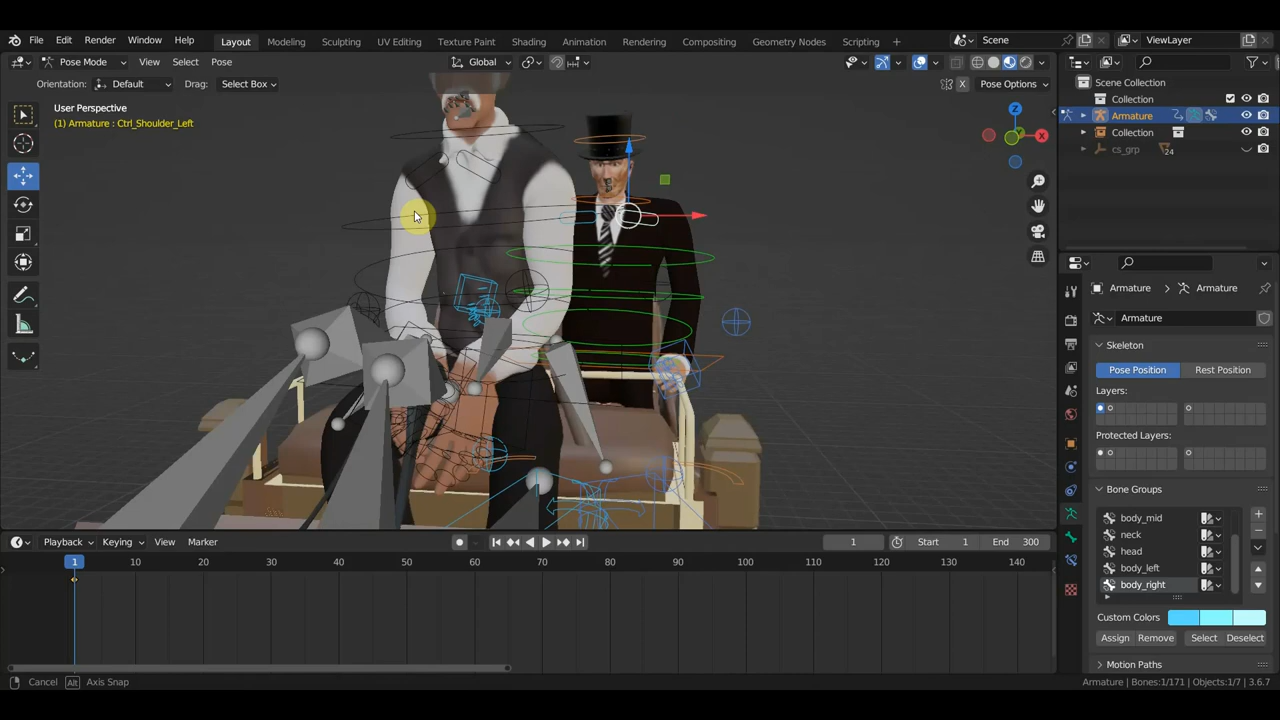 File Edit Render Window Help Layout Modeling Sculpting UV Editing Texture Paint Shading Animation Rendering Compositing Geometry Nodes Scripting + Scene ViewLayer
Pose Mode View Select Pose Global
Orientation: Default Drag: Select Box X Pose Options
User Perspective
(1) Armature : Ctrl_Shoulder_Left
Z
X
Scene Collection
Collection
Armature
Collection
cs_grp 24
Armature > Armature
Armature
Skeleton
Pose Position Rest Position
Layers:
Protected Layers:
Bone Groups
body_mid
neck
head
body_left
body_right
Custom Colors
Assign Remove Select Deselect
Motion Paths
Playback Keying View Marker 1 Start 1 End 300
1 10 20 30 40 50 60 70 80 90 100 110 120 130 140
Cancel Alt Axis Snap Armature | Bones:1/171 | Objects:1/7 | 3.6.7